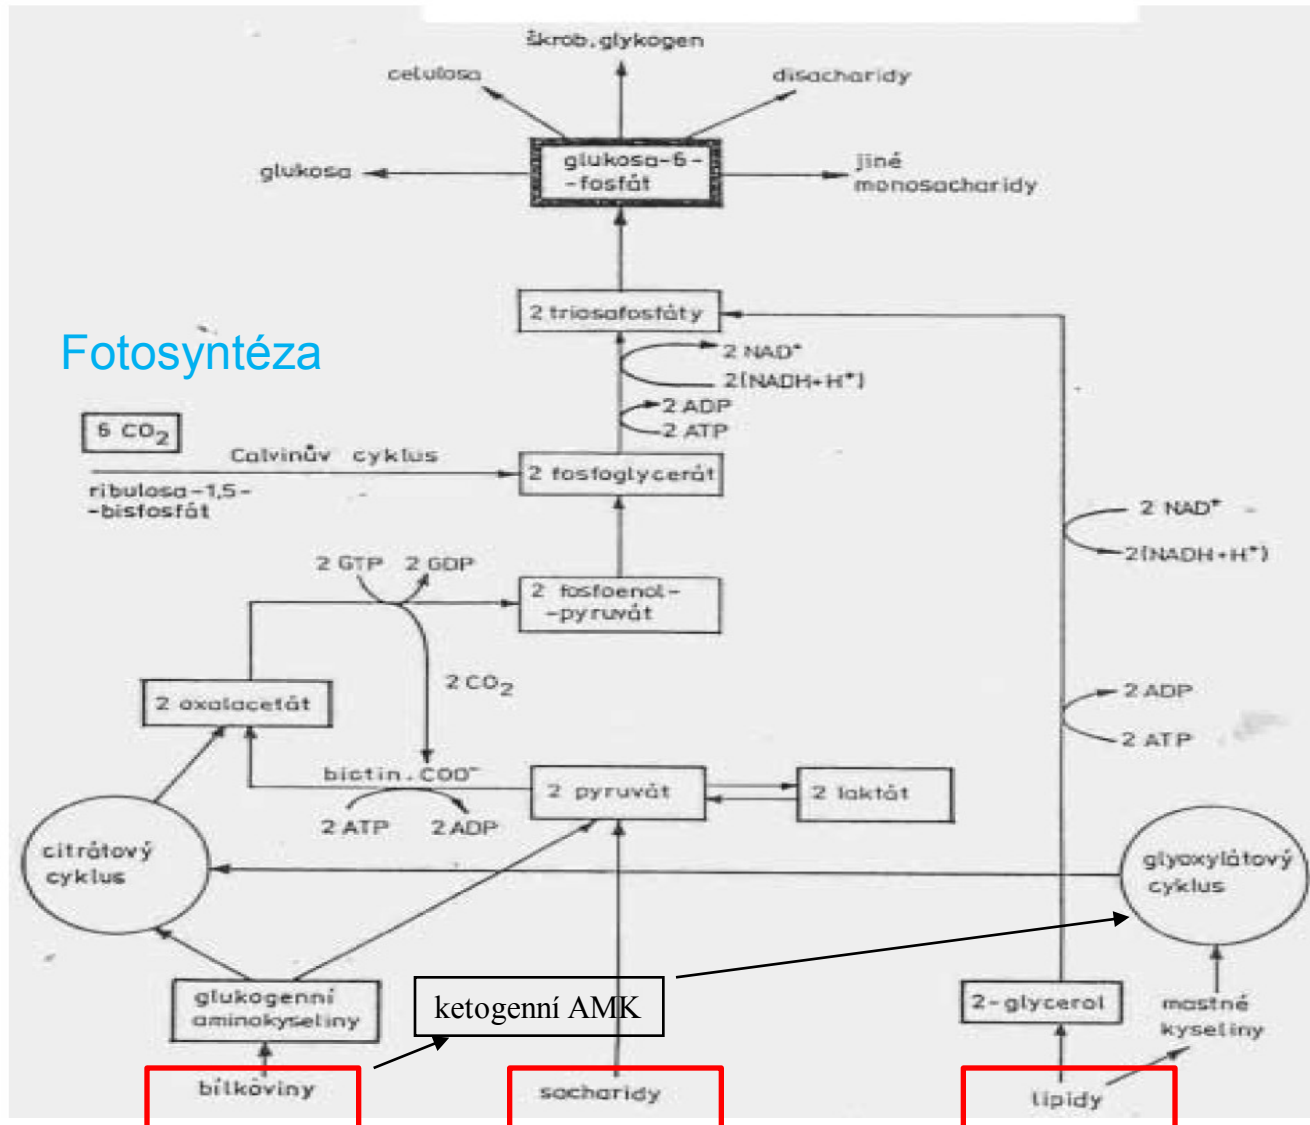 škrob, glykogen
celulosa
disacharidy
glukosa
glukosa-6-
-fosfát
jiné
monosacharidy
2 triosafosfáty
Fotosyntéza
2 NAD⁺
2(NADH+H⁺)
2 ADP
2 ATP
6 CO₂
Calvinův cyklus
2 fosfoglycerát
ribulosa-1,5-
-bisfosfát
2 NAD⁺
2(NADH+H⁺)
2 GTP 2 GDP
2 fosfoenol-
-pyruvát
2 CO₂
2 oxalacetát
2 ADP
2 ATP
biotin.COO⁻
2 pyruvát
2 laktát
2 ATP 2 ADP
citrátový
cyklus
glyoxylátový
cyklus
glukogenní
aminokyseliny
ketogenní AMK
2-glycerol
mastné
kyseliny
bílkoviny
sacharidy
lipidy